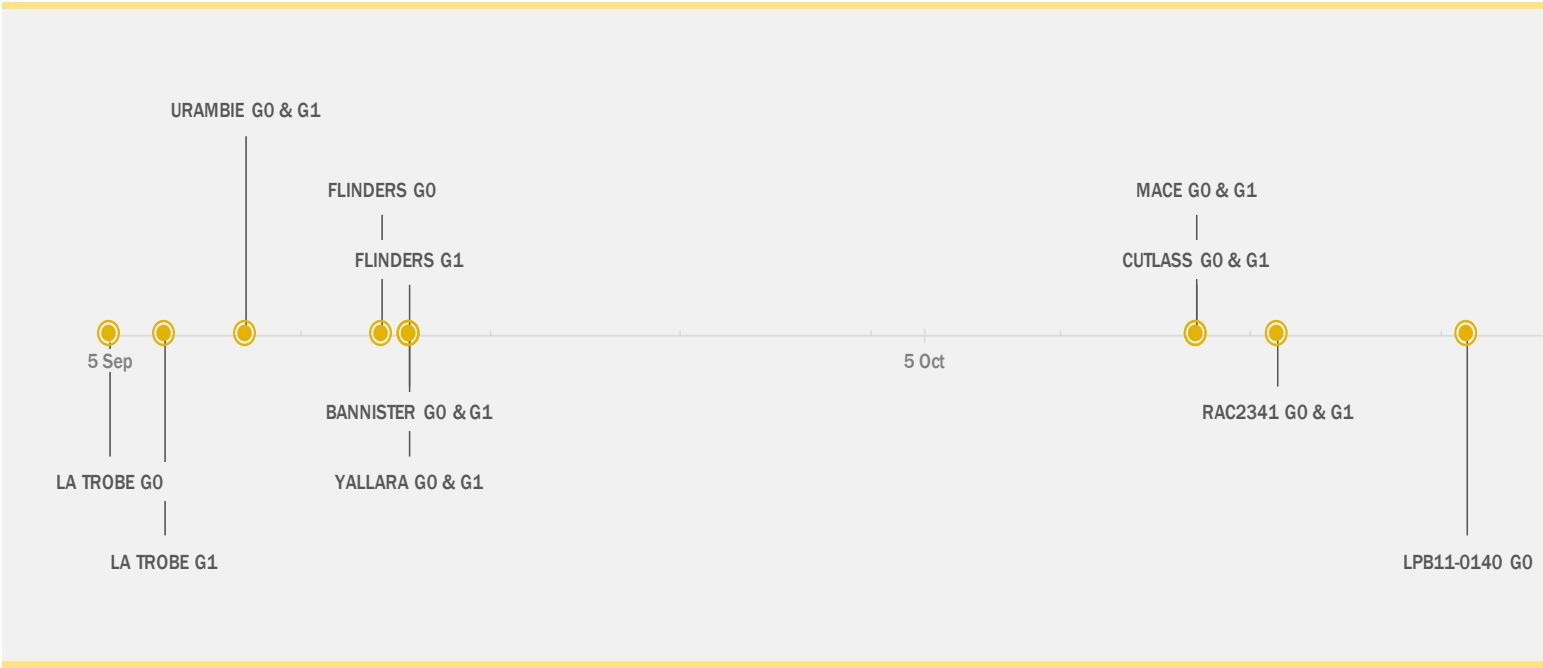 URAMBIE G0 & G1
FLINDERS G0
MACE G0 & G1
FLINDERS G1
CUTLASS G0 & G1
5 Sep
5 Oct
BANNISTER G0 & G1
RAC2341 G0 & G1
LA TROBE G0
YALLARA G0 & G1
LA TROBE G1
LPB11-0140 G0